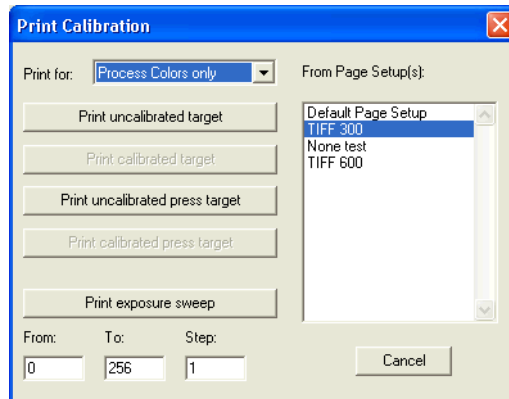 Print Calibration
Print for: Process Colors only
Print uncalibrated target
Print calibrated target
Print uncalibrated press target
Print calibrated press target
Print exposure sweep
From: To: Step:
0 256 1
From Page Setup(s):
Default Page Setup
TIFF 300
None test
TIFF 600
Cancel